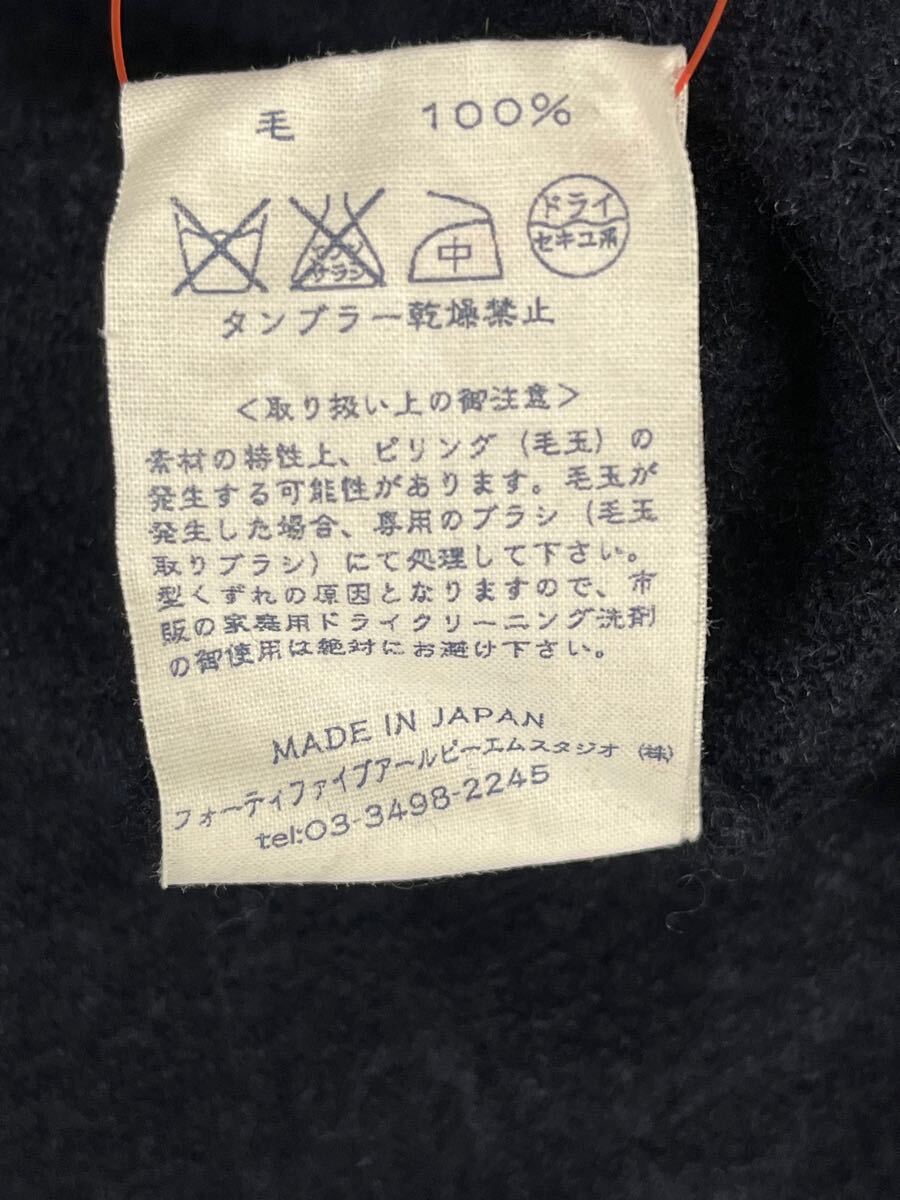 毛 100%
エンソ サラシ 中 ドライ セキユ系
タンブラー乾燥禁止
<取り扱い上の御注意>
素材の特性上、ピリング（毛玉）の
発生する可能性があります。毛玉が
発生した場合、専用のブラシ（毛玉
取りブラシ）にて処理して下さい。
型くずれの原因となりますので、市
販の家庭用ドライクリーニング洗剤
の御使用は絶対にお避け下さい。
MADE IN JAPAN
フォーティファイブアールピーエムスタジオ（株）
tel:03-3498-2245